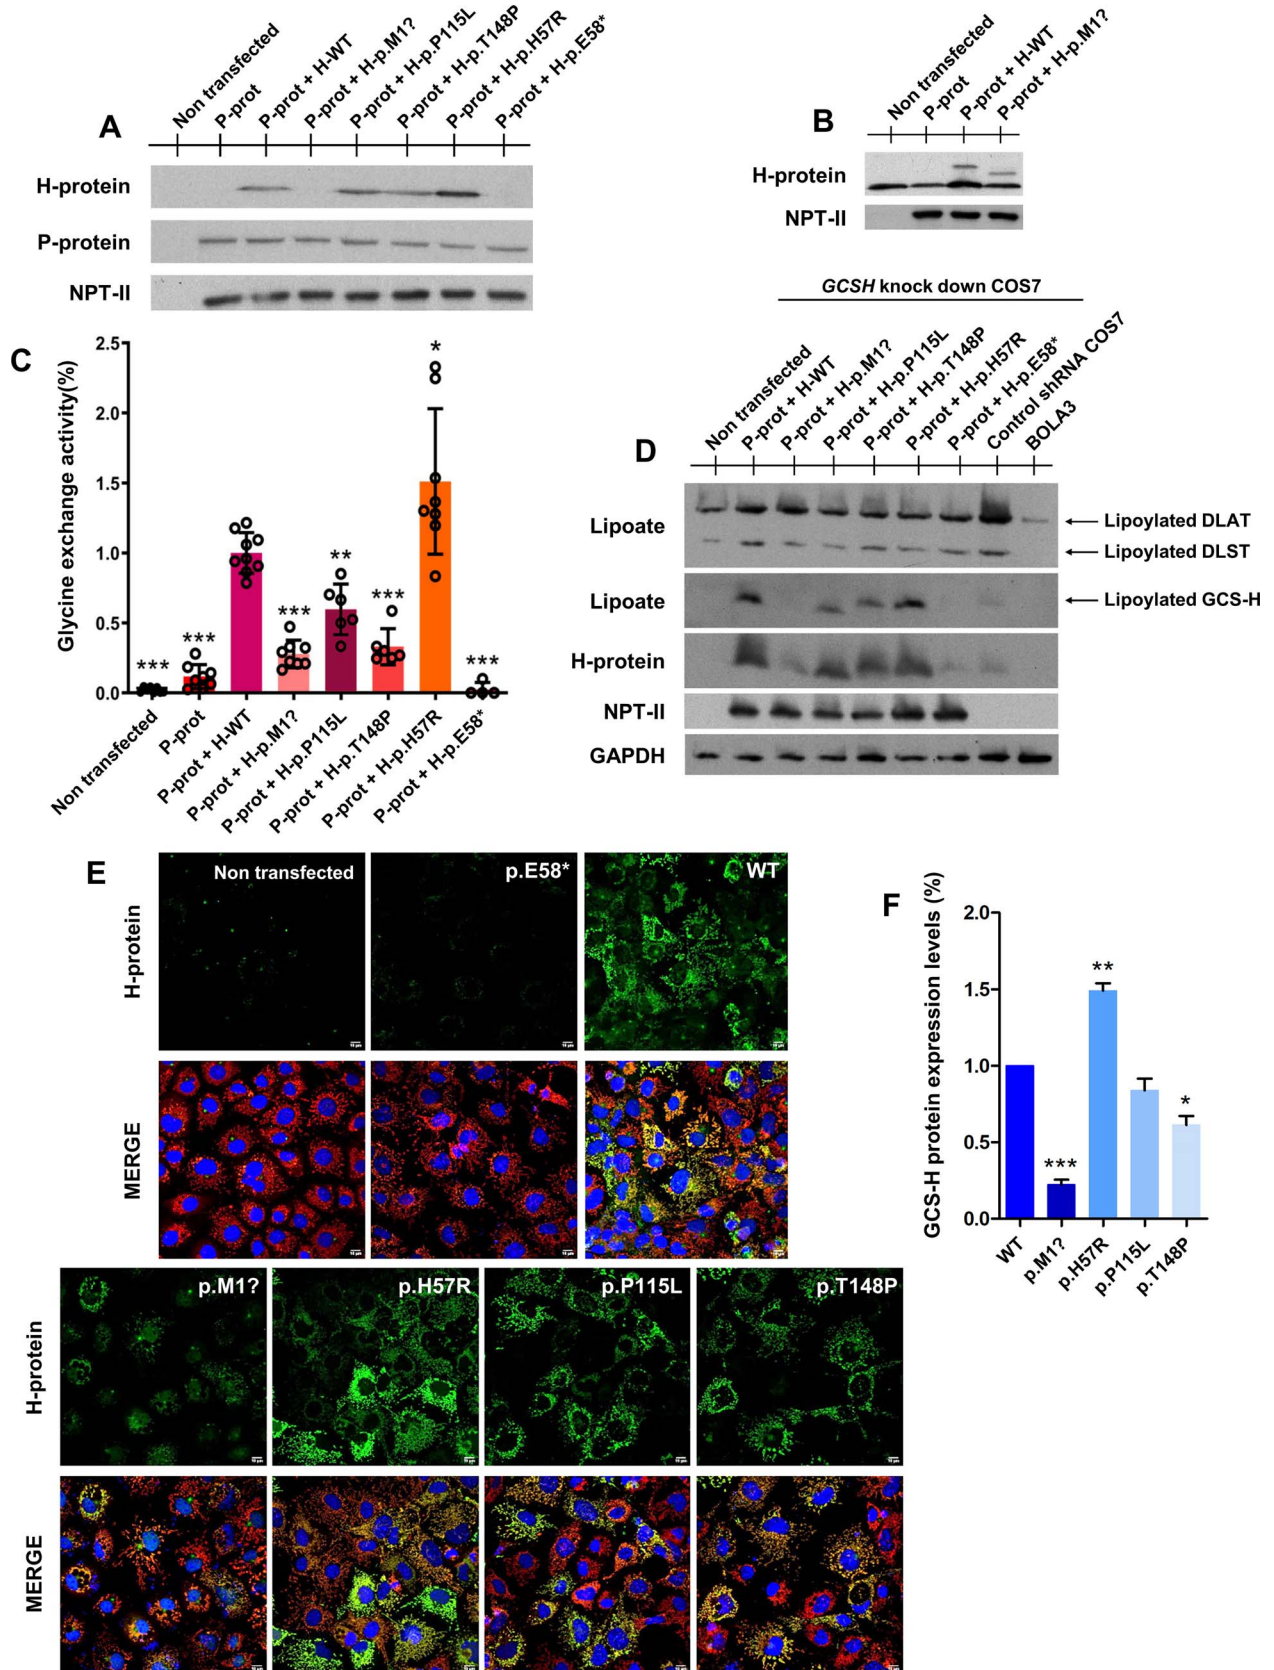 A
Non transfected
P-prot
P-prot + H-WT
P-prot + H-p.M1?
P-prot + H-p.P115L
P-prot + H-p.T148P
P-prot + H-p.H57R
P-prot + H-p.E58*
H-protein
P-protein
NPT-II
B
Non transfected
P-prot
P-prot + H-WT
P-prot + H-p.M1?
H-protein
NPT-II
C
Glycine exchange activity(%)
2.5
2.0
1.5
1.0
0.5
0.0
***
***
***
**
***
*
***
Non transfected
P-prot
P-prot + H-WT
P-prot + H-p.M1?
P-prot + H-p.P115L
P-prot + H-p.T148P
P-prot + H-p.H57R
P-prot + H-p.E58*
GCSH knock down COS7
D
Non transfected
P-prot + H-WT
P-prot + H-p.M1?
P-prot + H-p.P115L
P-prot + H-p.T148P
P-prot + H-p.H57R
P-prot + H-p.E58*
Control shRNA COS7
BOLA3
Lipoate
Lipoylated DLAT
Lipoylated DLST
Lipoate
Lipoylated GCS-H
H-protein
NPT-II
GAPDH
E
H-protein
Non transfected
p.E58*
WT
MERGE
H-protein
p.M1?
p.H57R
p.P115L
p.T148P
MERGE
F
GCS-H protein expression levels (%)
2.0
1.5
1.0
0.5
0.0
***
**
*
WT
p.M1?
p.H57R
p.P115L
p.T148P